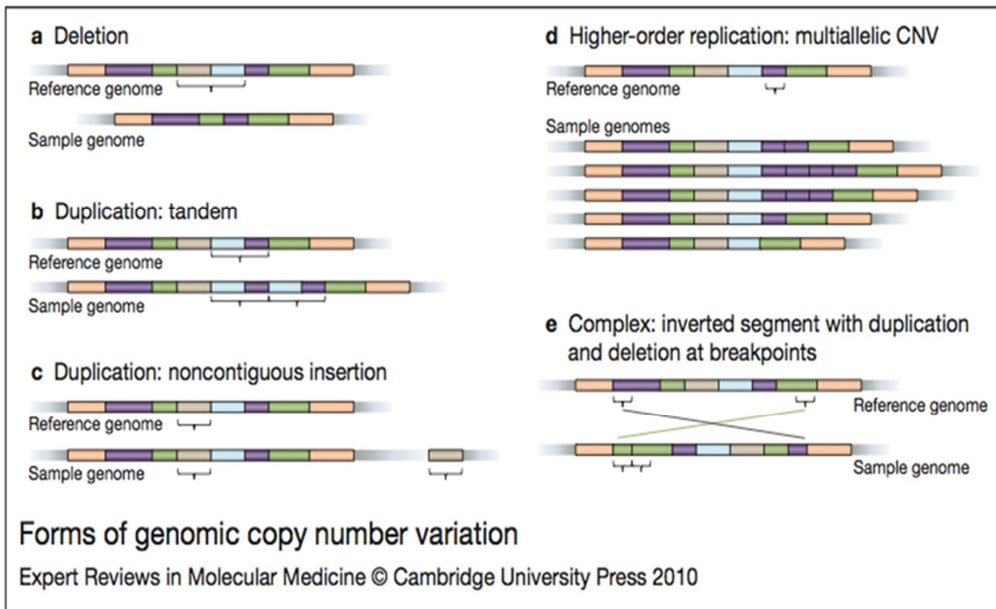 a Deletion
Reference genome
Sample genome
b Duplication: tandem
Reference genome
Sample genome
c Duplication: noncontiguous insertion
Reference genome
Sample genome
d Higher-order replication: multiallelic CNV
Reference genome
Sample genomes
e Complex: inverted segment with duplication
and deletion at breakpoints
Reference genome
Sample genome
Forms of genomic copy number variation
Expert Reviews in Molecular Medicine © Cambridge University Press 2010